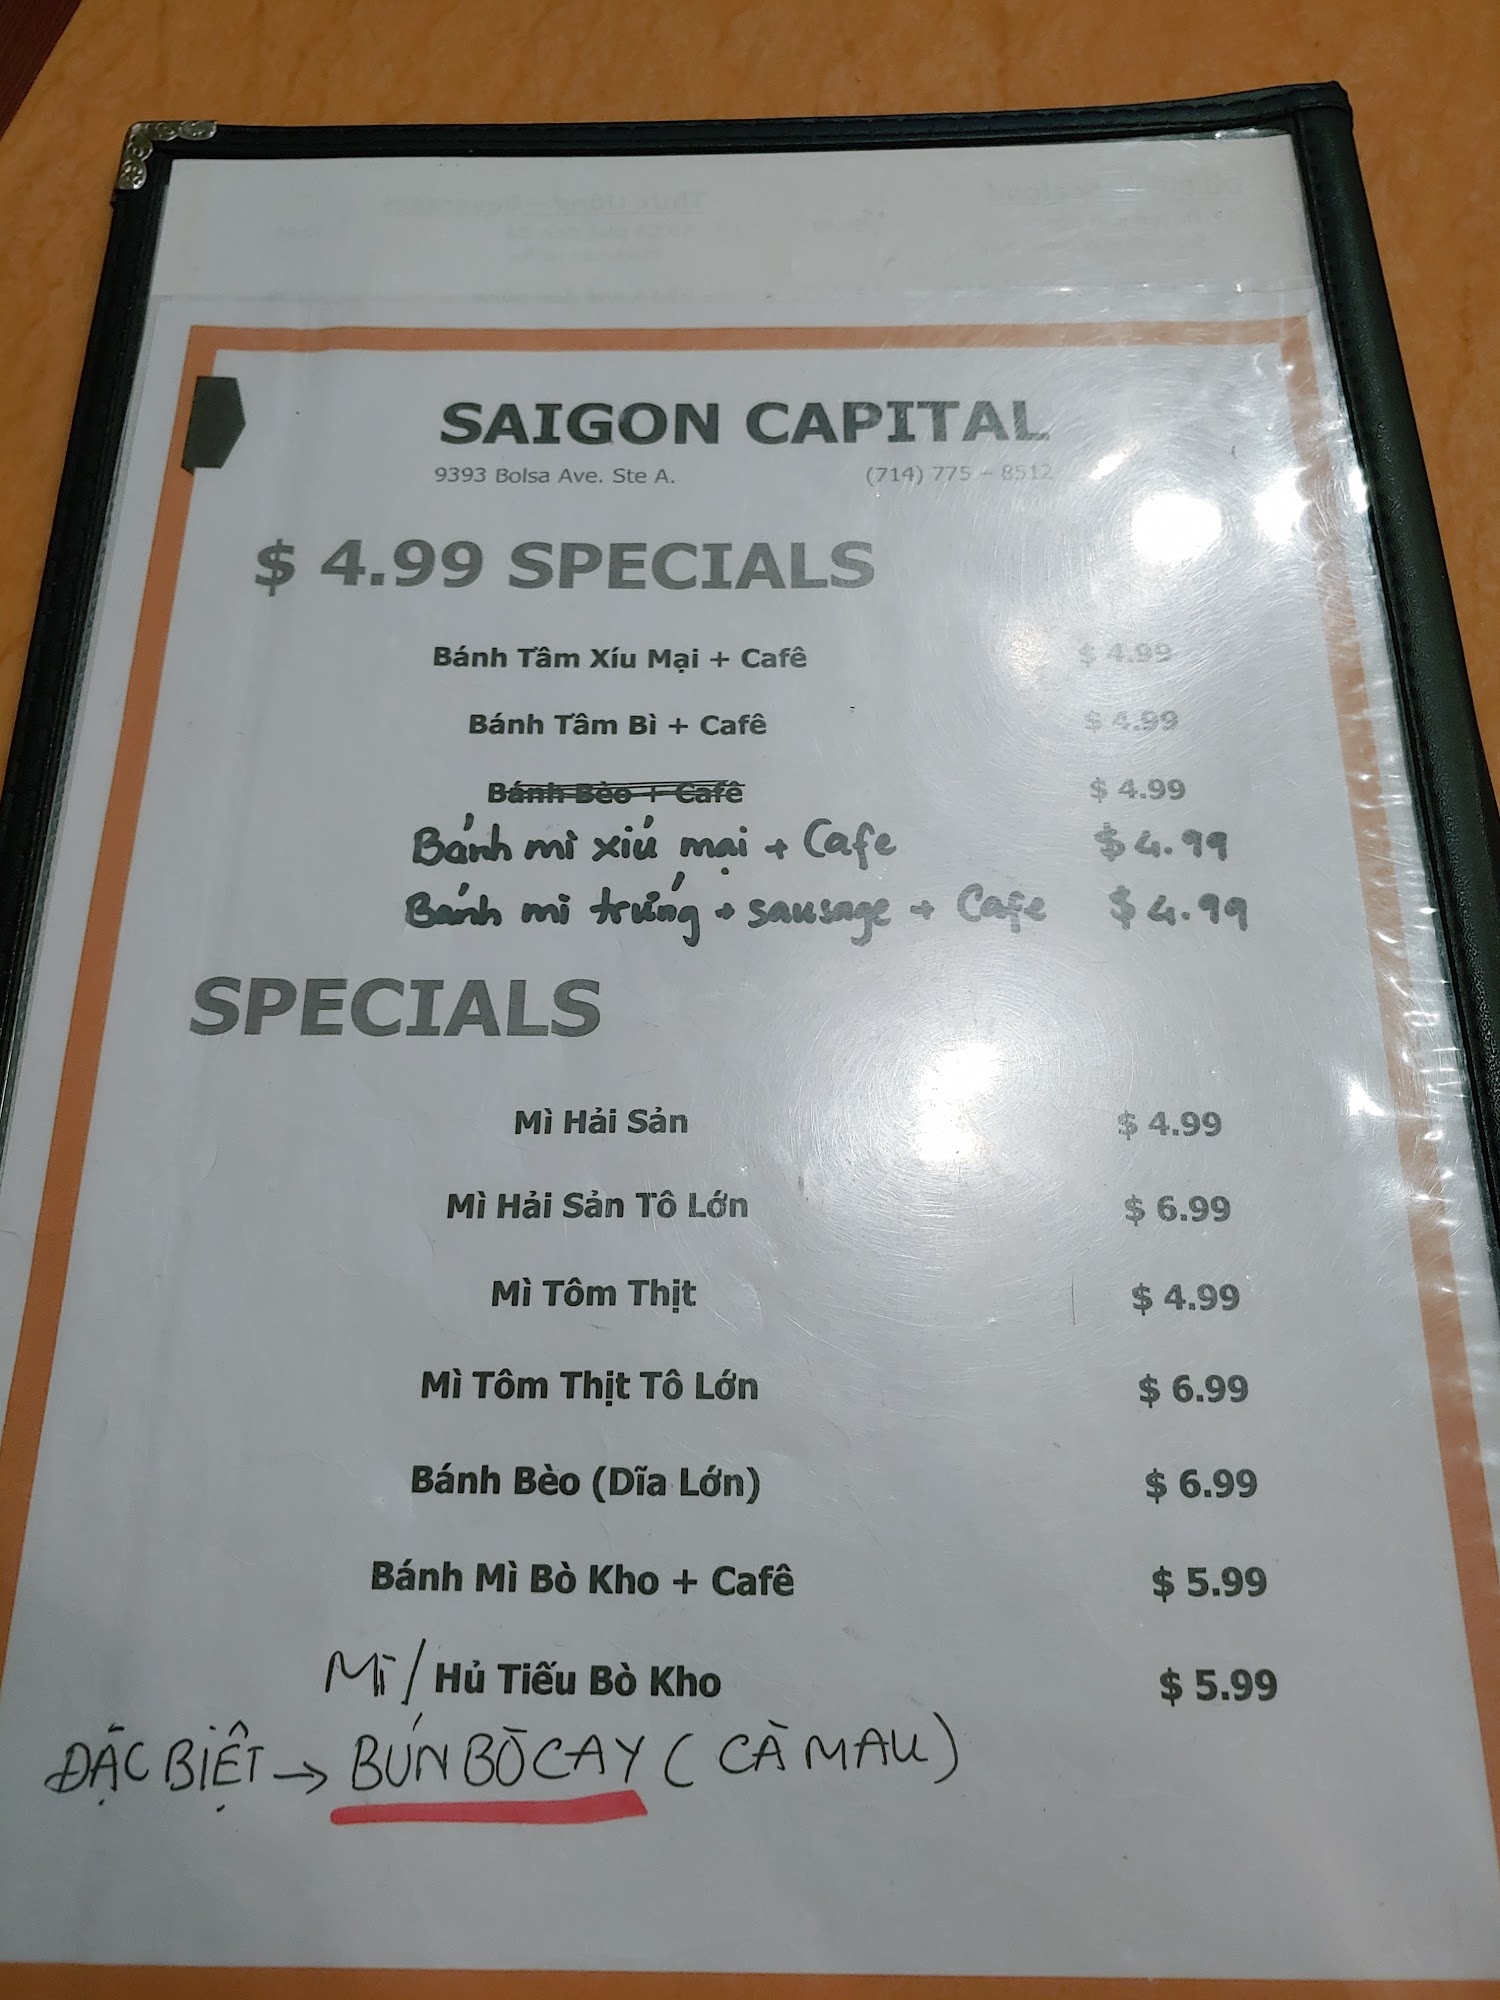 SAIGON CAPITAL
9393 Bolsa Ave. Ste A. (714) 775 – 8512
$ 4.99 SPECIALS
Bánh Tầm Xíu Mại + Cafê $ 4.99
Bánh Tầm Bì + Cafê $ 4.99
Bánh Bèo + Cafê $ 4.99
Bánh mì xíú mại + Cafe $4.99
Bánh mì trứng + sausage + Cafe $4.99
SPECIALS
Mì Hải Sản $ 4.99
Mì Hải Sản Tô Lớn $ 6.99
Mì Tôm Thịt $ 4.99
Mì Tôm Thịt Tô Lớn $ 6.99
Bánh Bèo (Dĩa Lớn) $ 6.99
Bánh Mì Bò Kho + Cafê $ 5.99
Mì / Hủ Tiếu Bò Kho $ 5.99
ĐẶC BIỆT → BÚN BÒ CAY ( CÀ MAU )